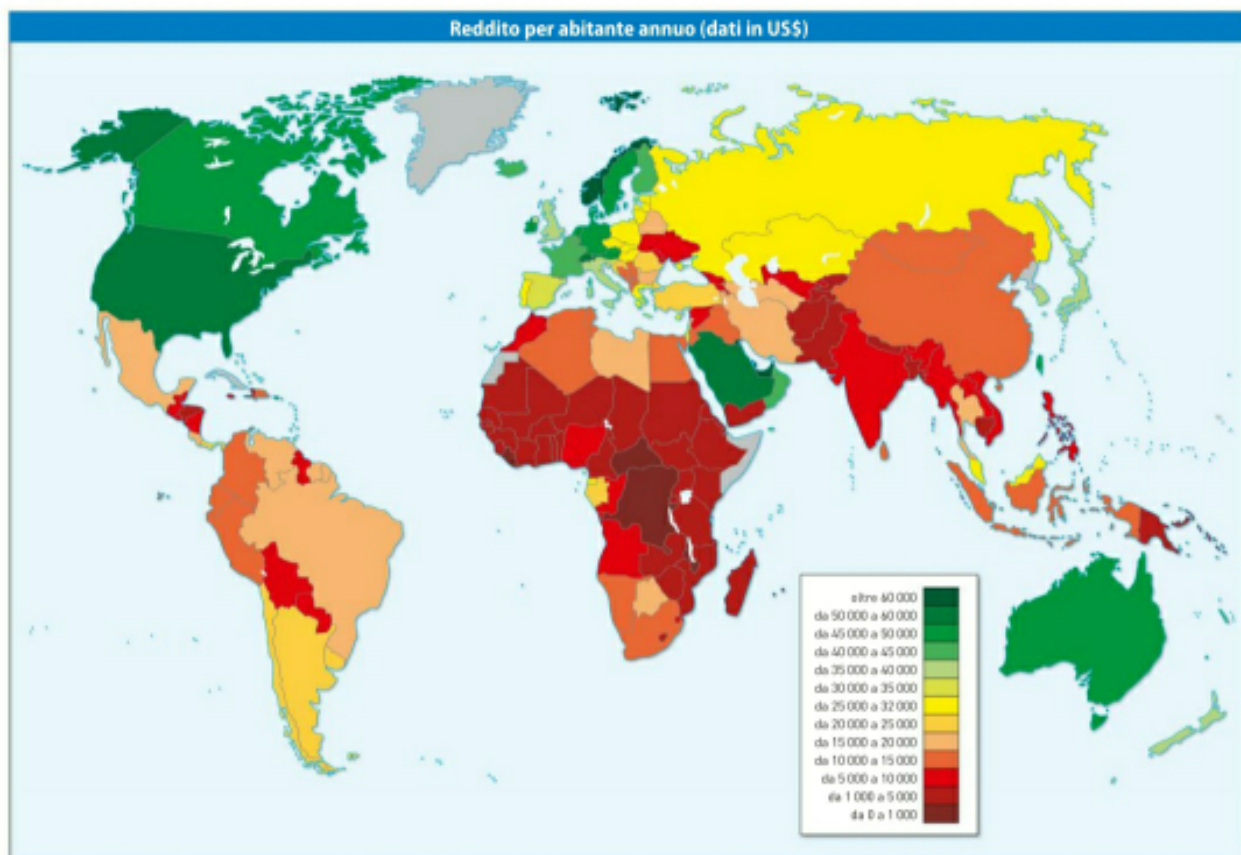 Reddito per abitante annuo (dati in US$)
oltre 60 000
da 50 000 a 60 000
da 45 000 a 50 000
da 40 000 a 45 000
da 35 000 a 40 000
da 30 000 a 35 000
da 25 000 a 32 000
da 20 000 a 25 000
da 15 000 a 20 000
da 10 000 a 15 000
da 5 000 a 10 000
da 1 000 a 5 000
da 0 a 1 000